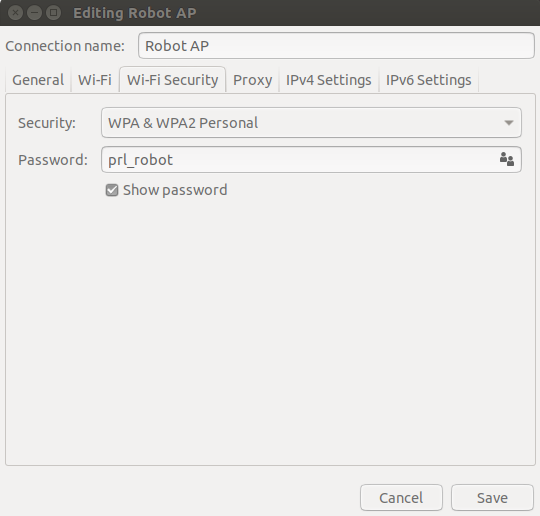 Editing Robot AP
Connection name: Robot AP
General Wi-Fi Wi-Fi Security Proxy IPv4 Settings IPv6 Settings
Security: WPA & WPA2 Personal
Password: prl_robot
Show password
Cancel Save